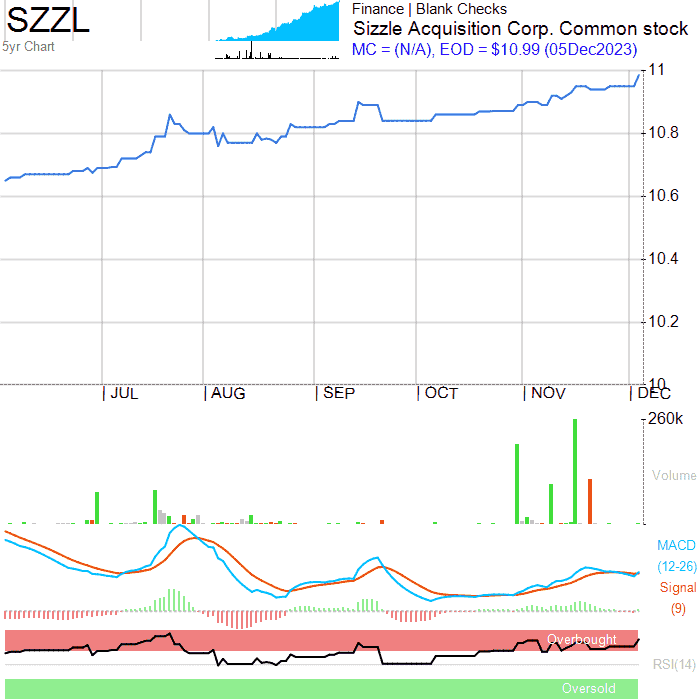 SZZL
5yr Chart
Finance | Blank Checks
Sizzle Acquisition Corp. Common stock
MC = (N/A), EOD = $10.99 (05Dec2023)
11
10.8
10.6
10.4
10.2
10
| JUL | AUG | SEP | OCT | NOV | DEC
260k
Volume
MACD
(12-26)
Signal
(9)
Overbought
RSI(14)
Oversold